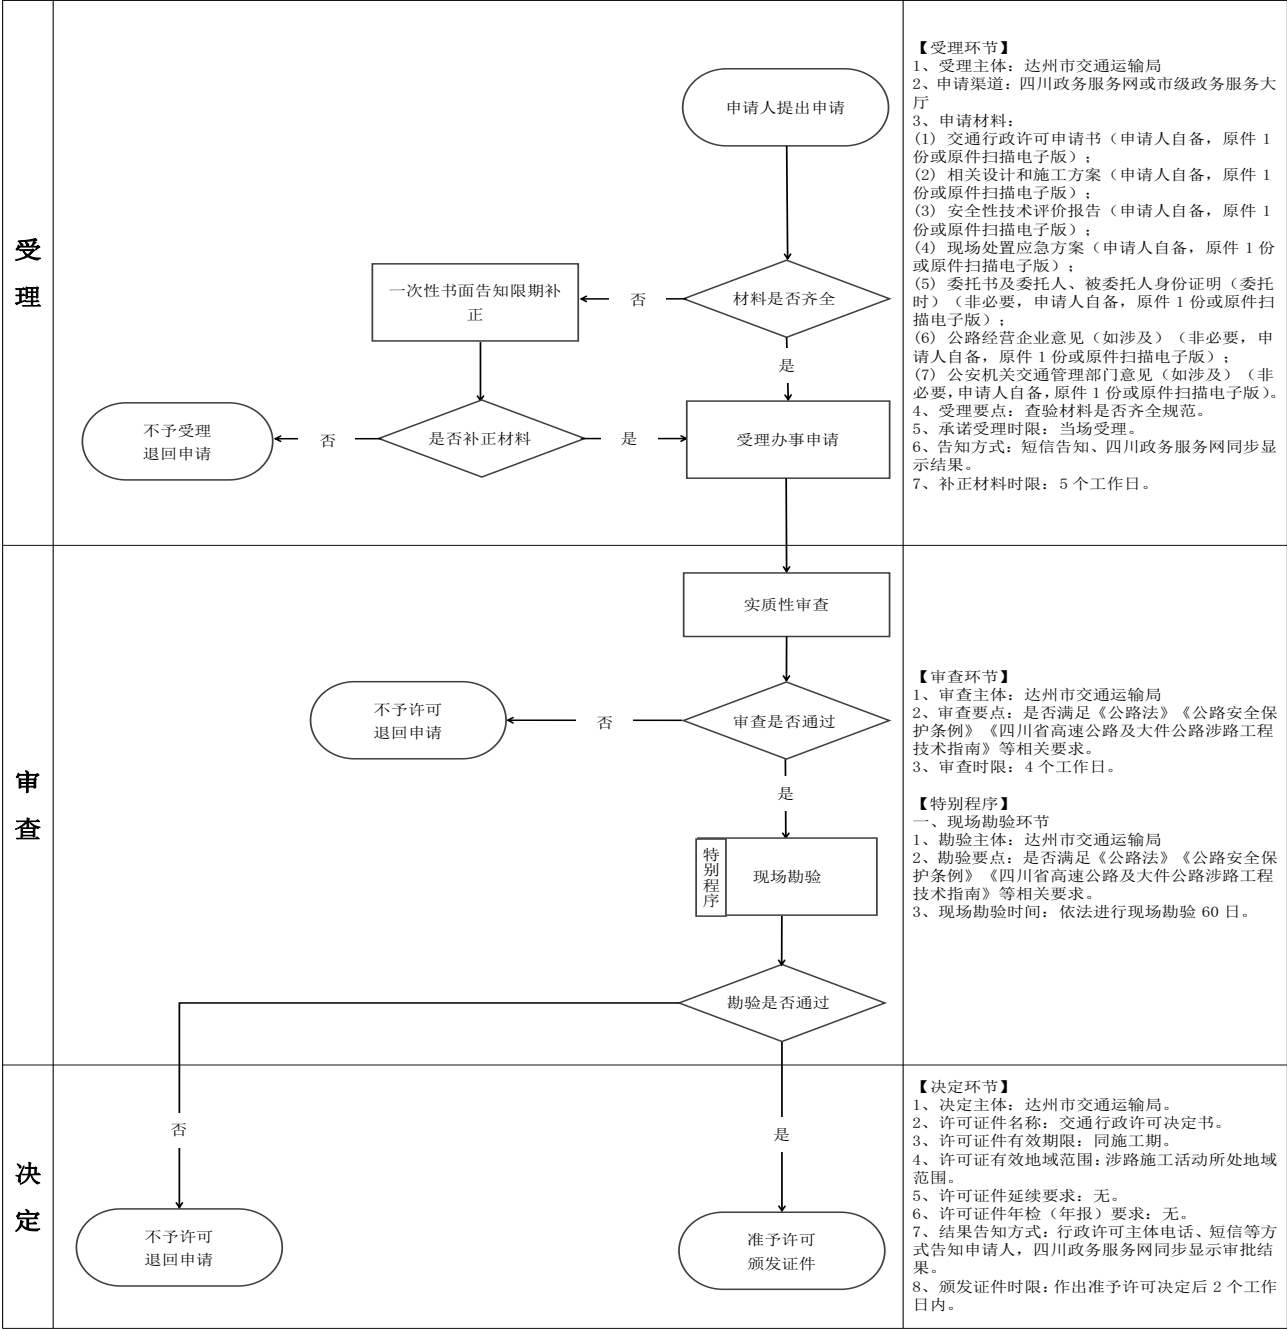 受
理
申请人提出申请
材料是否齐全
否
一次性书面告知限期补
正
是
是否补正材料
否
不予受理
退回申请
是
受理办事申请
【受理环节】
1、受理主体：达州市交通运输局
2、申请渠道：四川政务服务网或市级政务服务大
厅
3、申请材料：
(1) 交通行政许可申请书（申请人自备，原件 1
份或原件扫描电子版）；
(2) 相关设计和施工方案（申请人自备，原件 1
份或原件扫描电子版）；
(3) 安全性技术评价报告（申请人自备，原件 1
份或原件扫描电子版）；
(4) 现场处置应急方案（申请人自备，原件 1 份
或原件扫描电子版）；
(5) 委托书及委托人、被委托人身份证明（委托
时）（非必要，申请人自备，原件 1 份或原件扫
描电子版）；
(6) 公路经营企业意见（如涉及）（非必要，申
请人自备，原件 1 份或原件扫描电子版）；
(7) 公安机关交通管理部门意见（如涉及）（非
必要，申请人自备，原件 1 份或原件扫描电子版）。
4、受理要点：查验材料是否齐全规范。
5、承诺受理时限：当场受理。
6、告知方式：短信告知、四川政务服务网同步显
示结果。
7、补正材料时限：5 个工作日。
审
查
实质性审查
审查是否通过
否
不予许可
退回申请
是
特
别
程
序
现场勘验
勘验是否通过
【审查环节】
1、审查主体：达州市交通运输局
2、审查要点：是否满足《公路法》《公路安全保
护条例》《四川省高速公路及大件公路涉路工程
技术指南》等相关要求。
3、审查时限：4 个工作日。
【特别程序】
一、现场勘验环节
1、勘验主体：达州市交通运输局
2、勘验要点：是否满足《公路法》《公路安全保
护条例》《四川省高速公路及大件公路涉路工程
技术指南》等相关要求。
3、现场勘验时间：依法进行现场勘验 60 日。
决
定
否
不予许可
退回申请
是
准予许可
颁发证件
【决定环节】
1、决定主体：达州市交通运输局。
2、许可证件名称：交通行政许可决定书。
3、许可证件有效期限：同施工期。
4、许可证有效地域范围：涉路施工活动所处地域
范围。
5、许可证件延续要求：无。
6、许可证件年检（年报）要求：无。
7、结果告知方式：行政许可主体电话、短信等方
式告知申请人，四川政务服务网同步显示审批结
果。
8、颁发证件时限：作出准予许可决定后 2 个工作
日内。